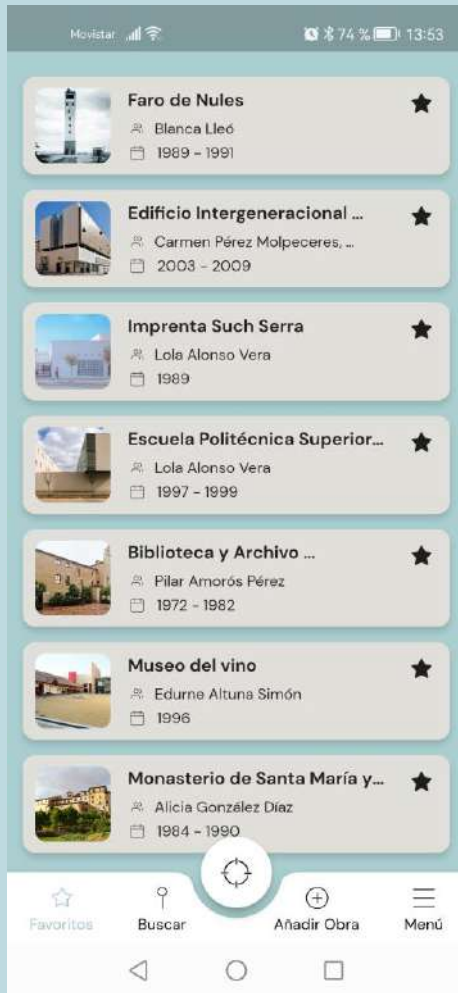 Movistar 74 % 13:53
Faro de Nules
Blanca Lleó
1989 - 1991
Edificio Intergeneracional ...
Carmen Pérez Molpeceres, ...
2003 - 2009
Imprenta Such Serra
Lola Alonso Vera
1989
Escuela Politécnica Superior...
Lola Alonso Vera
1997 - 1999
Biblioteca y Archivo ...
Pilar Amorós Pérez
1972 - 1982
Museo del vino
Edurne Altuna Simón
1996
Monasterio de Santa María y...
Alicia González Díaz
1984 - 1990
Favoritos Buscar Añadir Obra Menú